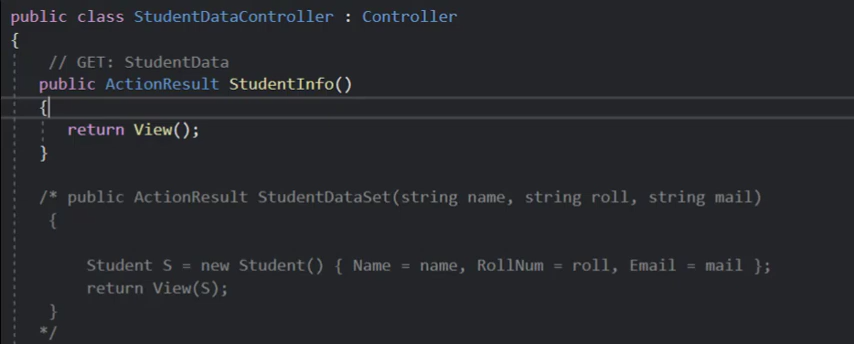 public class StudentDataController : Controller
{
// GET: StudentData
public ActionResult StudentInfo()
{
return View();
}
/* public ActionResult StudentDataSet(string name, string roll, string mail)
{
Student S = new Student() { Name = name, RollNum = roll, Email = mail };
return View(S);
}
*/